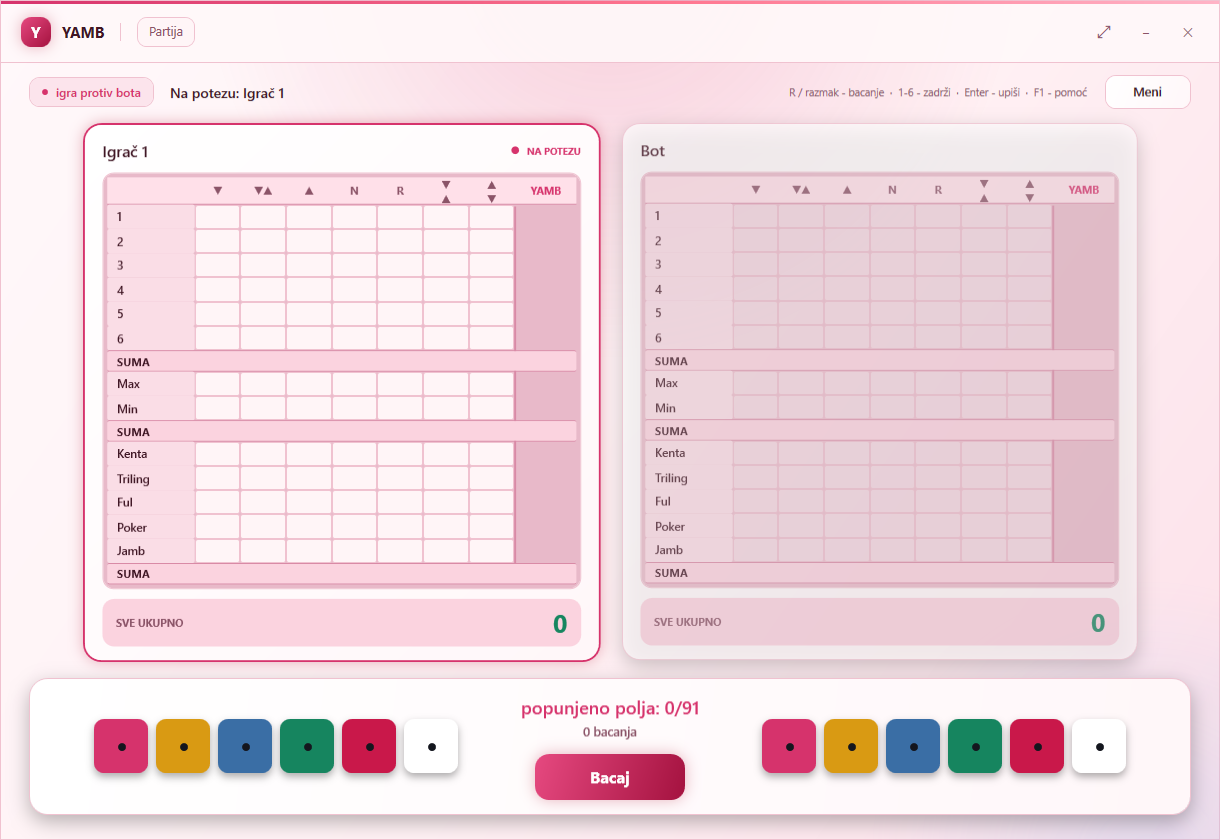 Y YAMB Partija
igra protiv bota Na potezu: Igrač 1 R / razmak - bacanje · 1-6 - zadrži · Enter - upiši · F1 - pomoć Meni
Igrač 1 NA POTEZU
▼ ▼▲ ▲ N R ▼▲ ▲▼ YAMB
1
2
3
4
5
6
SUMA
Max
Min
SUMA
Kenta
Triling
Ful
Poker
Jamb
SUMA
SVE UKUPNO 0
Bot
▼ ▼▲ ▲ N R ▼▲ ▲▼ YAMB
1
2
3
4
5
6
SUMA
Max
Min
SUMA
Kenta
Triling
Ful
Poker
Jamb
SUMA
SVE UKUPNO 0
popunjeno polja: 0/91
0 bacanja
Bacaj